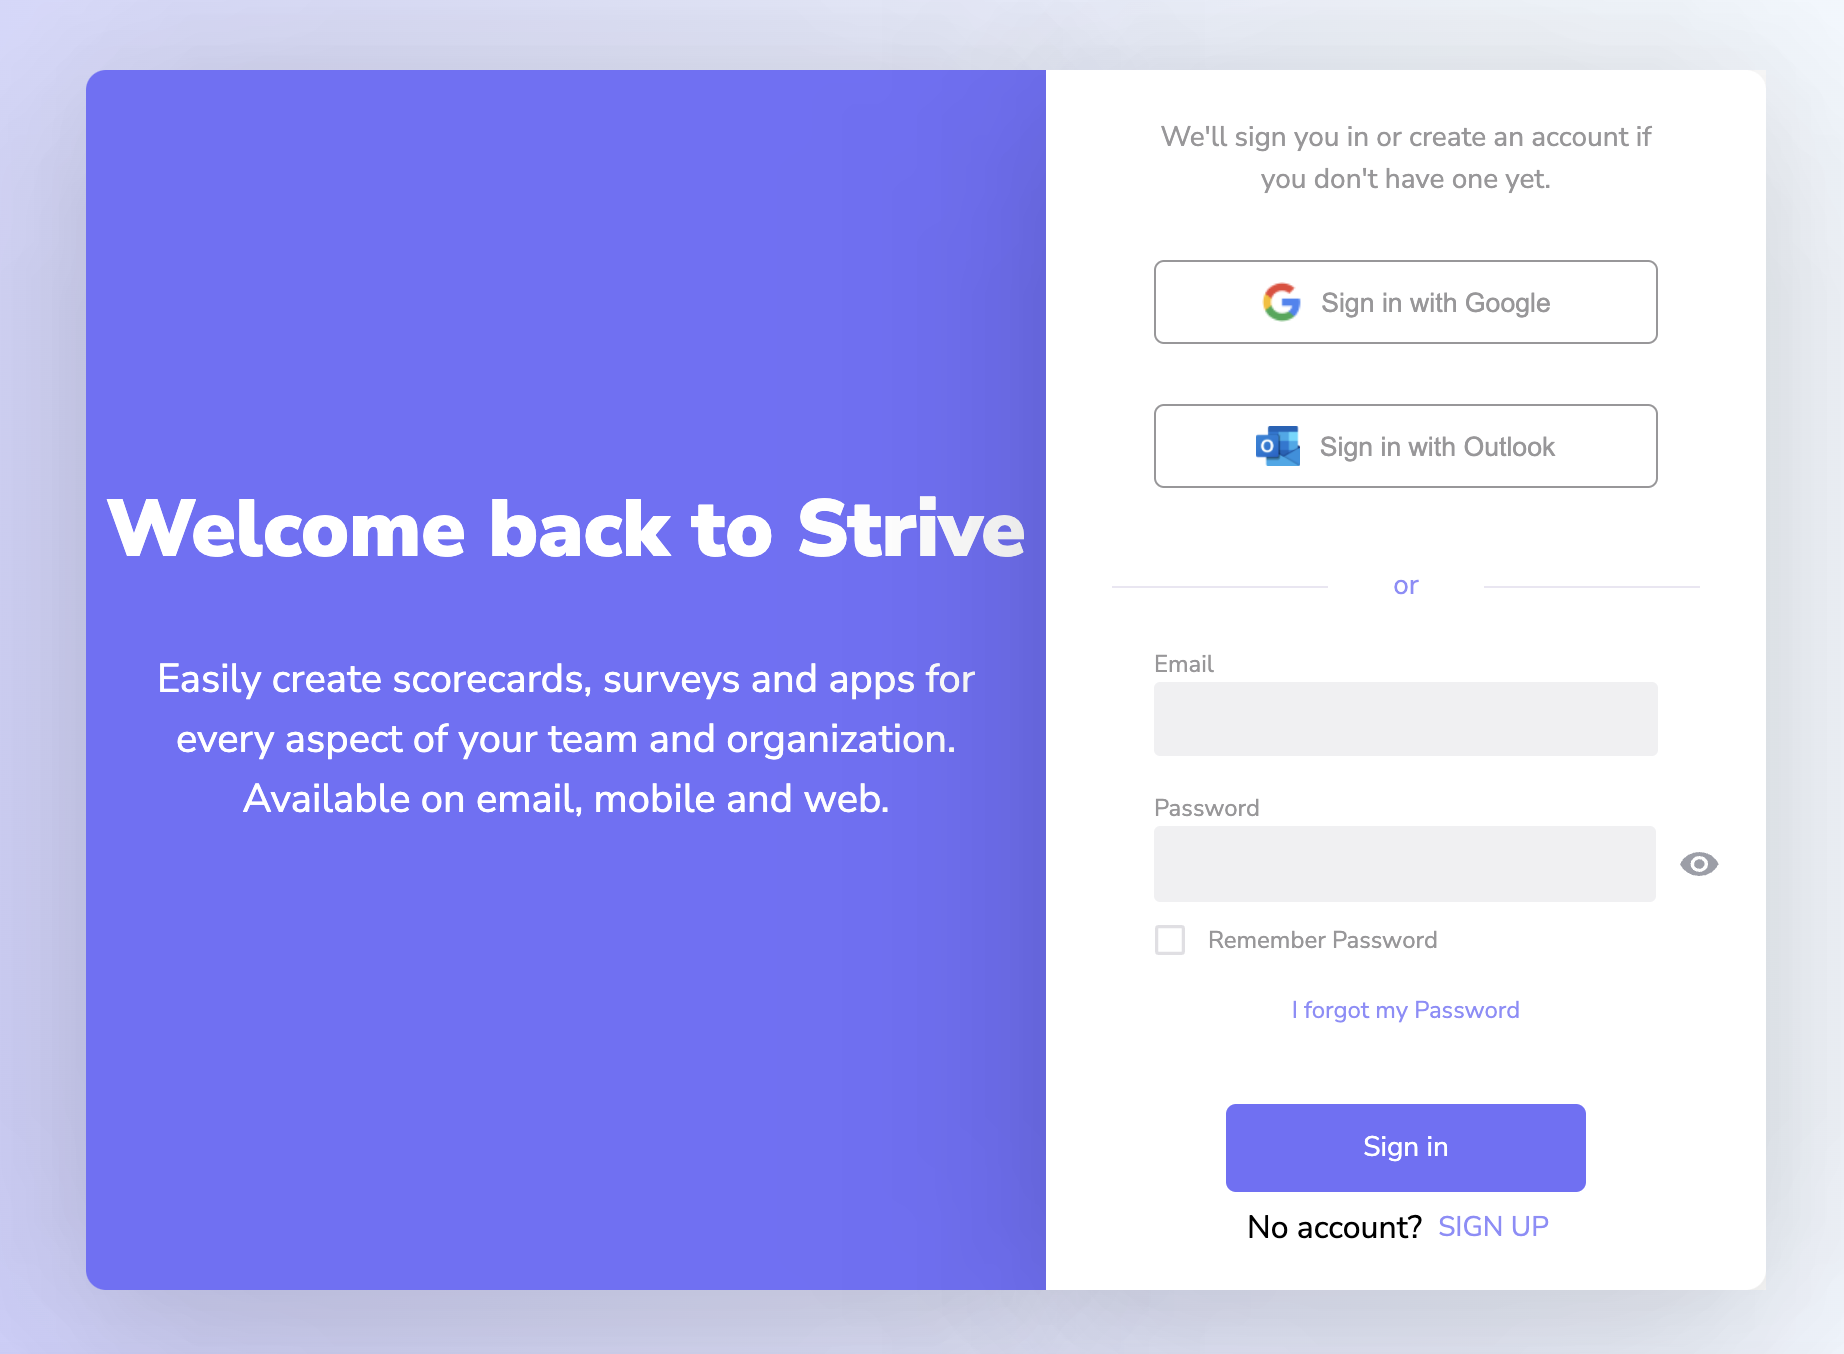 Welcome back to Strive
Easily create scorecards, surveys and apps for
every aspect of your team and organization.
Available on email, mobile and web.
We'll sign you in or create an account if
you don't have one yet.
Sign in with Google
Sign in with Outlook
or
Email
Password
Remember Password
I forgot my Password
Sign in
No account? SIGN UP